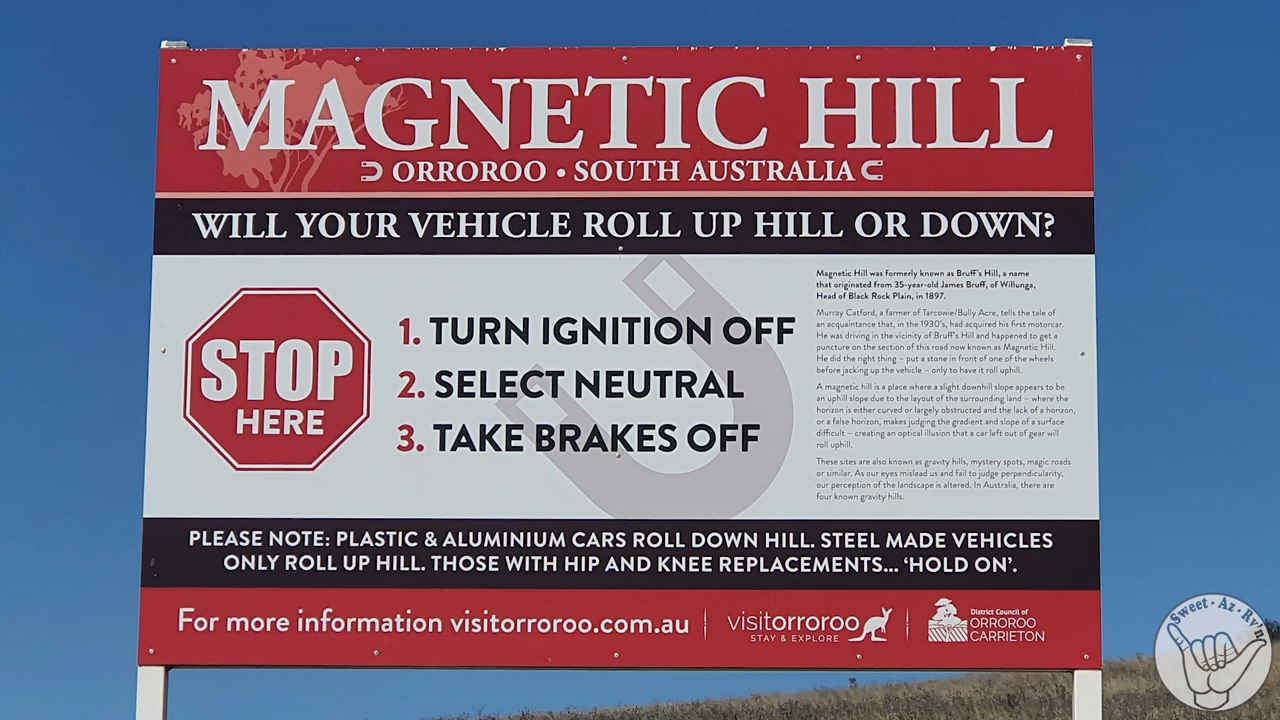 MAGNETIC HILL
ORROROO • SOUTH AUSTRALIA
WILL YOUR VEHICLE ROLL UP HILL OR DOWN?
STOP
HERE
1. TURN IGNITION OFF
2. SELECT NEUTRAL
3. TAKE BRAKES OFF
Magnetic Hill was formerly known as Bruff's Hill, a name
that originated from 35-year-old James Bruff, of Willunga,
Head of Black Rock Plain, in 1897.
Murray Catford, a farmer of Tarcowie/Bully Acre, tells the tale of
an acquaintance that, in the 1930's, had acquired his first motorcar.
He was driving in the vicinity of Bruff's Hill and happened to get a
puncture on the section of this road now known as Magnetic Hill.
He did the right thing – put a stone in front of one of the wheels
before jacking up the vehicle – only to have it roll uphill.
A magnetic hill is a place where a slight downhill slope appears to be
an uphill slope due to the layout of the surrounding land – where the
horizon is either curved or largely obstructed and the lack of a horizon,
or a false horizon, makes judging the gradient and slope of a surface
difficult – creating an optical illusion that a car left out of gear will
roll uphill.
These sites are also known as gravity hills, mystery spots, magic roads
or similar. As our eyes mislead us and fail to judge perpendicularity,
our perception of the landscape is altered. In Australia, there are
four known gravity hills.
PLEASE NOTE: PLASTIC & ALUMINIUM CARS ROLL DOWN HILL. STEEL MADE VEHICLES
ONLY ROLL UP HILL. THOSE WITH HIP AND KNEE REPLACEMENTS... 'HOLD ON'.
For more information visitorroroo.com.au
visitorroroo
STAY & EXPLORE
District Council of
ORROROO
CARRIETON
Sweet • Az • Rv'n